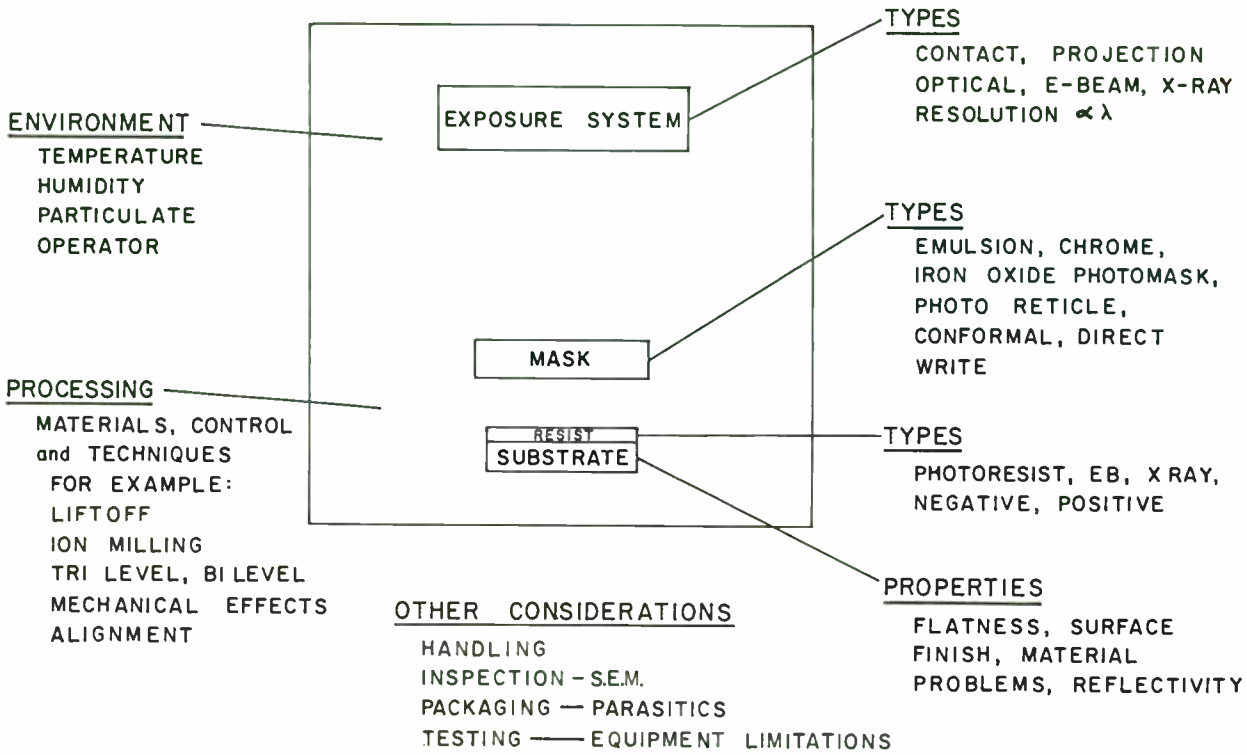 ENVIRONMENT
TEMPERATURE
HUMIDITY
PARTICULATE
OPERATOR
PROCESSING
MATERIALS, CONTROL
and TECHNIQUES
FOR EXAMPLE:
LIFTOFF
ION MILLING
TRI LEVEL, BILEVEL
MECHANICAL EFFECTS
ALIGNMENT
EXPOSURE SYSTEM
MASK
RESIST
SUBSTRATE
TYPES
CONTACT, PROJECTION
OPTICAL, E-BEAM, X-RAY
RESOLUTION ∝ λ
TYPES
EMULSION, CHROME,
IRON OXIDE PHOTOMASK,
PHOTO RETICLE,
CONFORMAL, DIRECT
WRITE
TYPES
PHOTORESIST, EB, X RAY,
NEGATIVE, POSITIVE
PROPERTIES
FLATNESS, SURFACE
FINISH, MATERIAL
PROBLEMS, REFLECTIVITY
OTHER CONSIDERATIONS
HANDLING
INSPECTION – S.E.M.
PACKAGING — PARASITICS
TESTING — EQUIPMENT LIMITATIONS